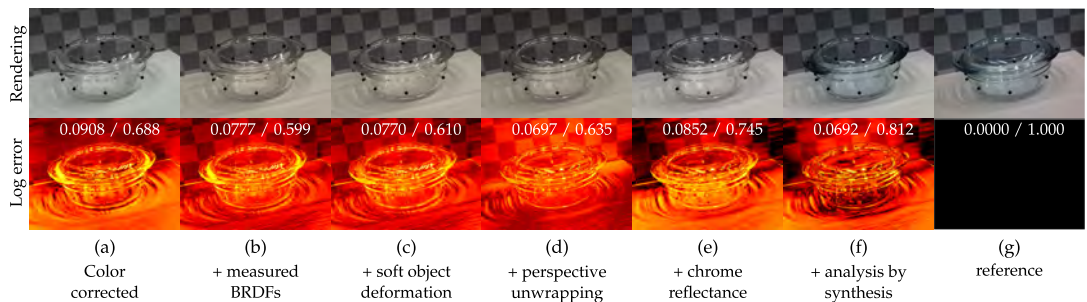 Rendering
Log error
0.0908 / 0.688
0.0777 / 0.599
0.0770 / 0.610
0.0697 / 0.635
0.0852 / 0.745
0.0692 / 0.812
0.0000 / 1.000
(a)
Color
corrected
(b)
+ measured
BRDFs
(c)
+ soft object
deformation
(d)
+ perspective
unwrapping
(e)
+ chrome
reflectance
(f)
+ analysis by
synthesis
(g)
reference